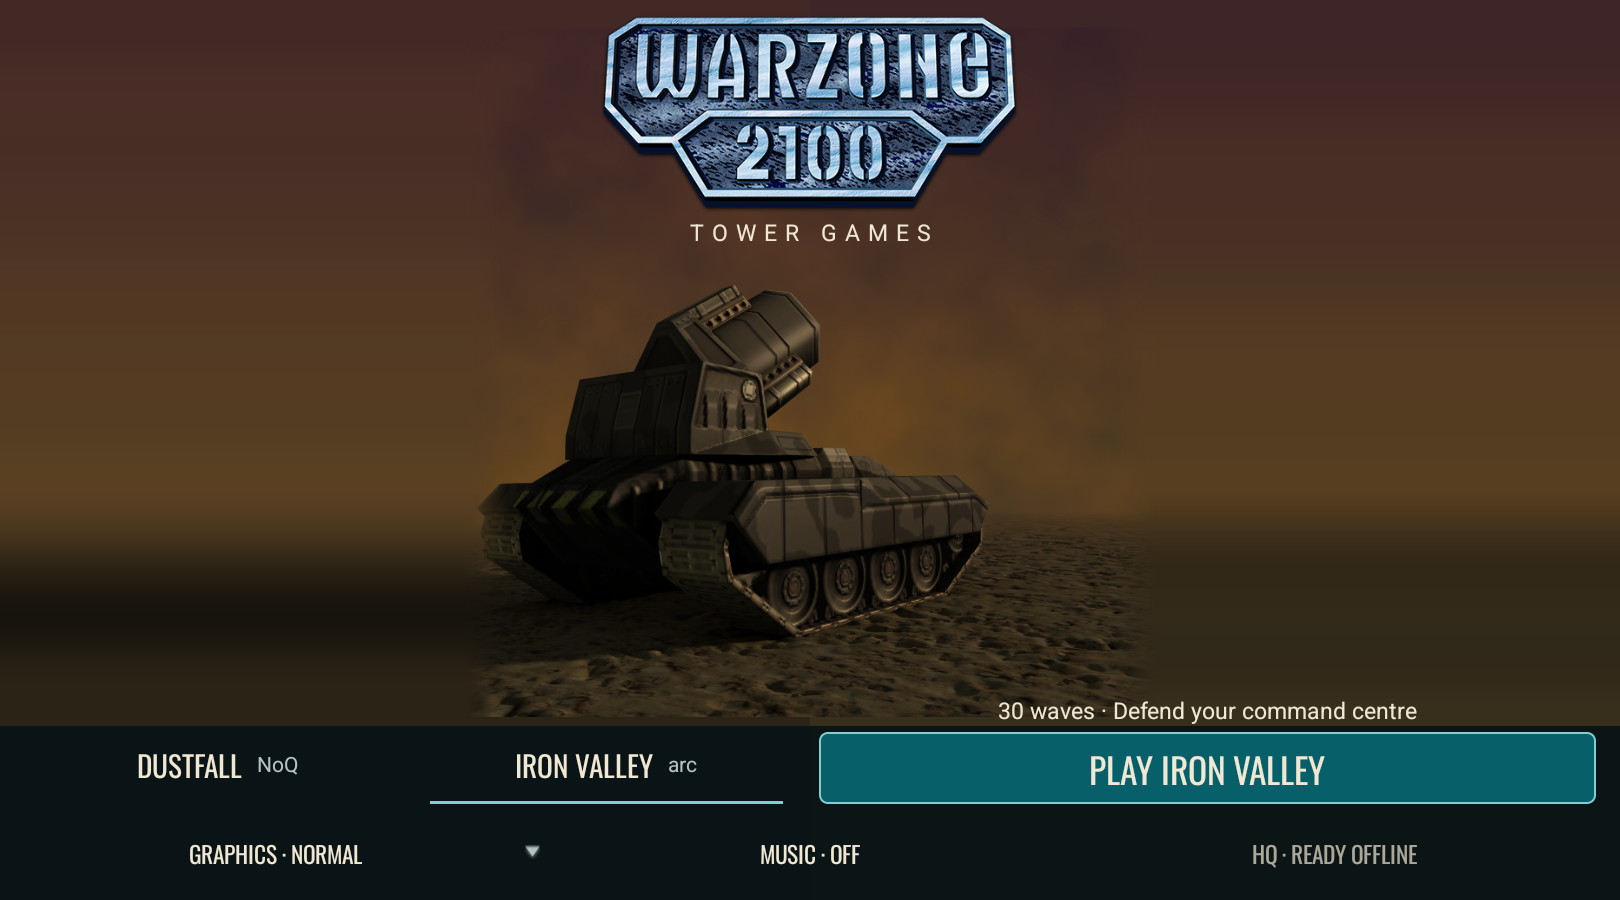 WARZONE
2100
TOWER GAMES
30 waves · Defend your command centre
DUSTFALL NoQ
IRON VALLEY arc
PLAY IRON VALLEY
GRAPHICS · NORMAL
MUSIC · OFF
HQ · READY OFFLINE